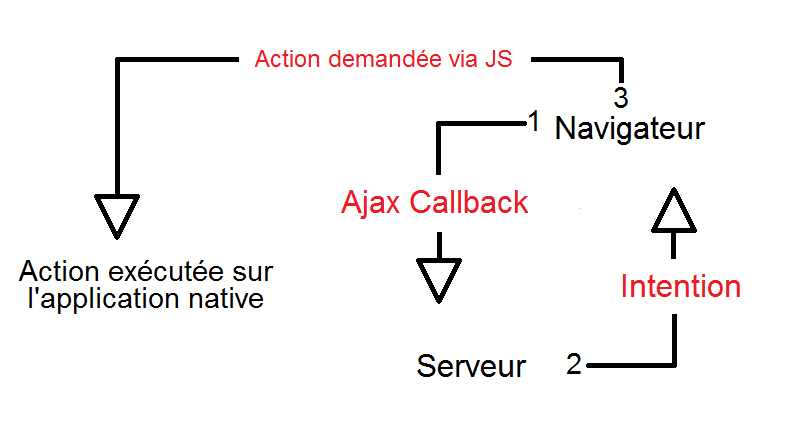 Action demandée via JS
3
1 Navigateur
Ajax Callback
Action exécutée sur
l'application native
Intention
Serveur 2